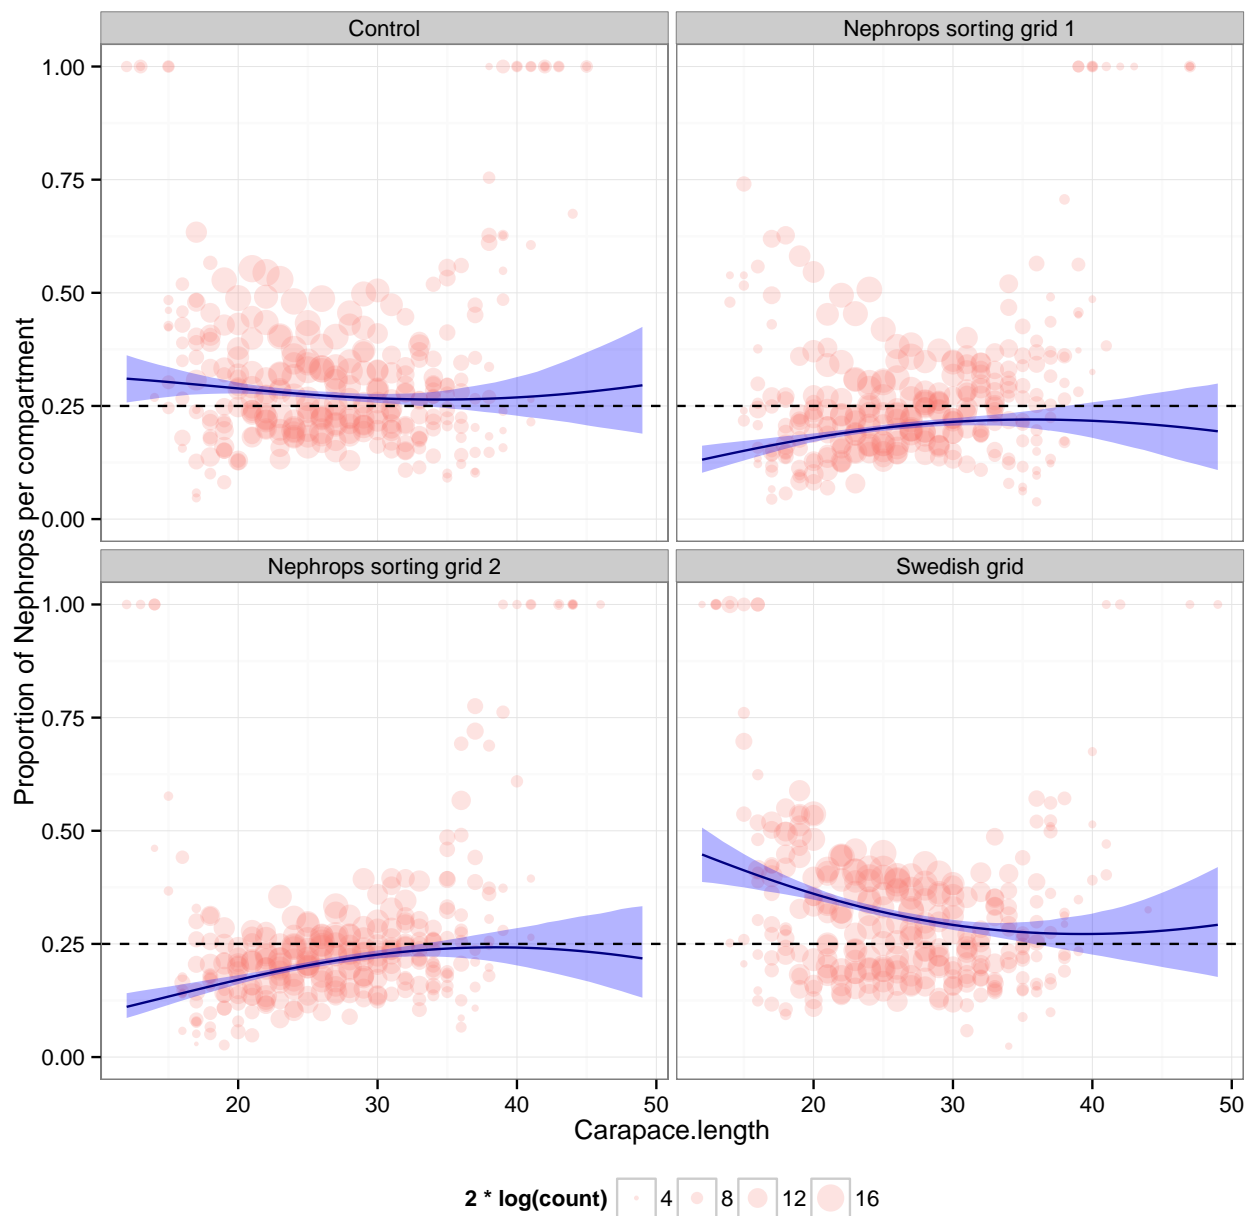 Control
Nephrops sorting grid 1
1.00
0.75
0.50
0.25
0.00
Proportion of Nephrops per compartment
Nephrops sorting grid 2
Swedish grid
1.00
0.75
0.50
0.25
0.00
20 30 40 50 20 30 40 50
Carapace.length
2 * log(count) 4 8 12 16